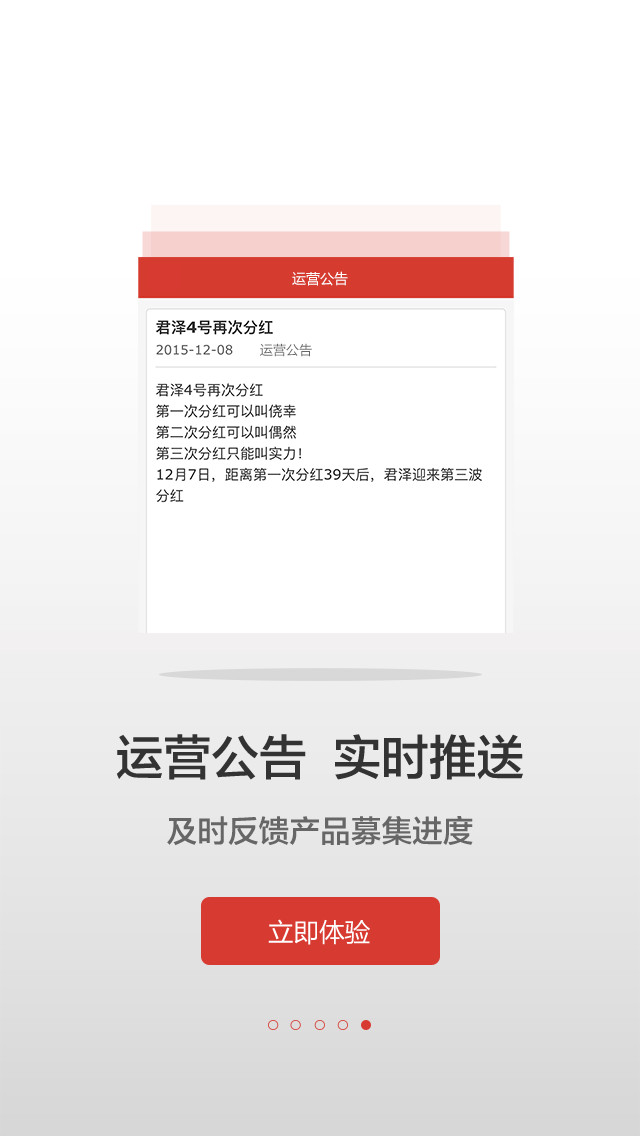 运营公告
君泽4号再次分红
2015-12-08 运营公告
君泽4号再次分红
第一次分红可以叫侥幸
第二次分红可以叫偶然
第三次分红只能叫实力!
12月7日，距离第一次分红39天后，君泽迎来第三波
分红
运营公告 实时推送
及时反馈产品募集进度
立即体验